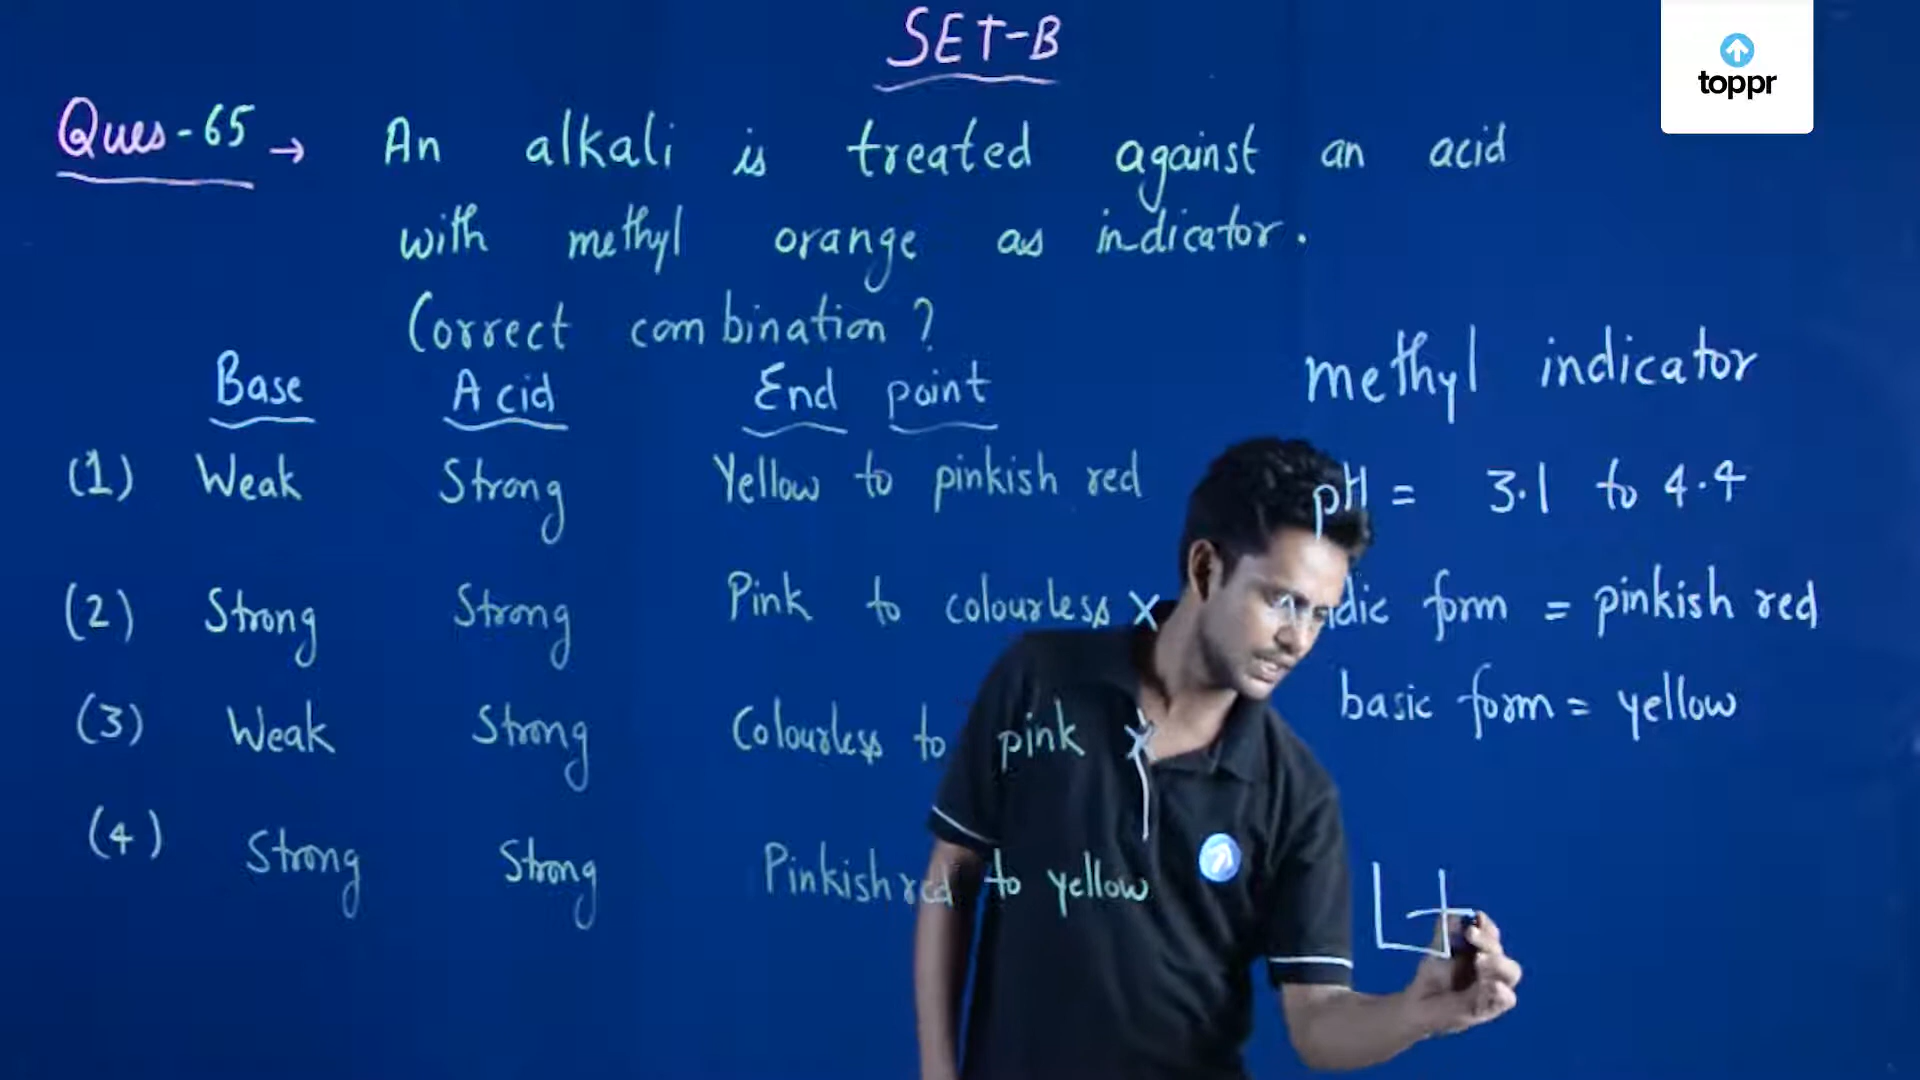 SET-B
toppr
Ques-65 → An alkali is treated against an acid
with methyl orange as indicator.
Correct combination?
Base Acid End point
(1) Weak Strong Yellow to pinkish red
(2) Strong Strong Pink to colourless x
(3) Weak Strong Colourless to pink x
(4) Strong Strong Pinkish red to yellow
methyl indicator
pH = 3.1 to 4.4
dic form = pinkish red
basic form = yellow